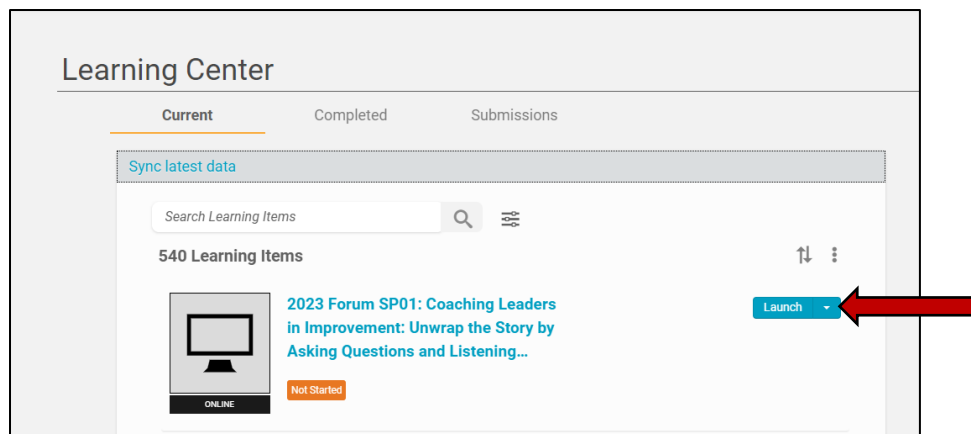 Learning Center
Current Completed Submissions
Sync latest data
Search Learning Items
540 Learning Items
2023 Forum SP01: Coaching Leaders
in Improvement: Unwrap the Story by
Asking Questions and Listening...
Launch
Not Started
ONLINE